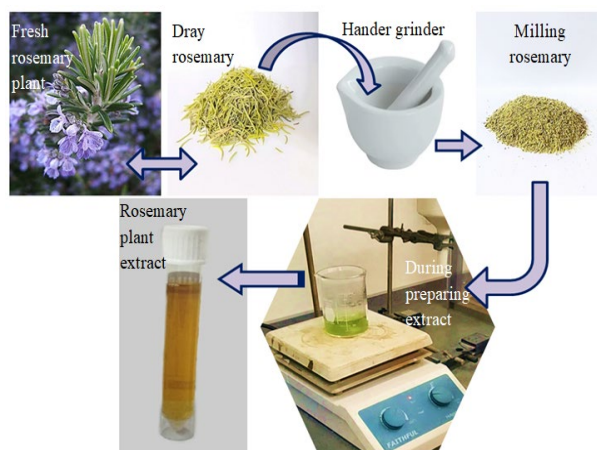 Fresh
rosemary
plant
Dray
rosemary
Hander grinder
Milling
rosemary
Rosemary
plant
extract
During
preparing
extract
FAITHFUL